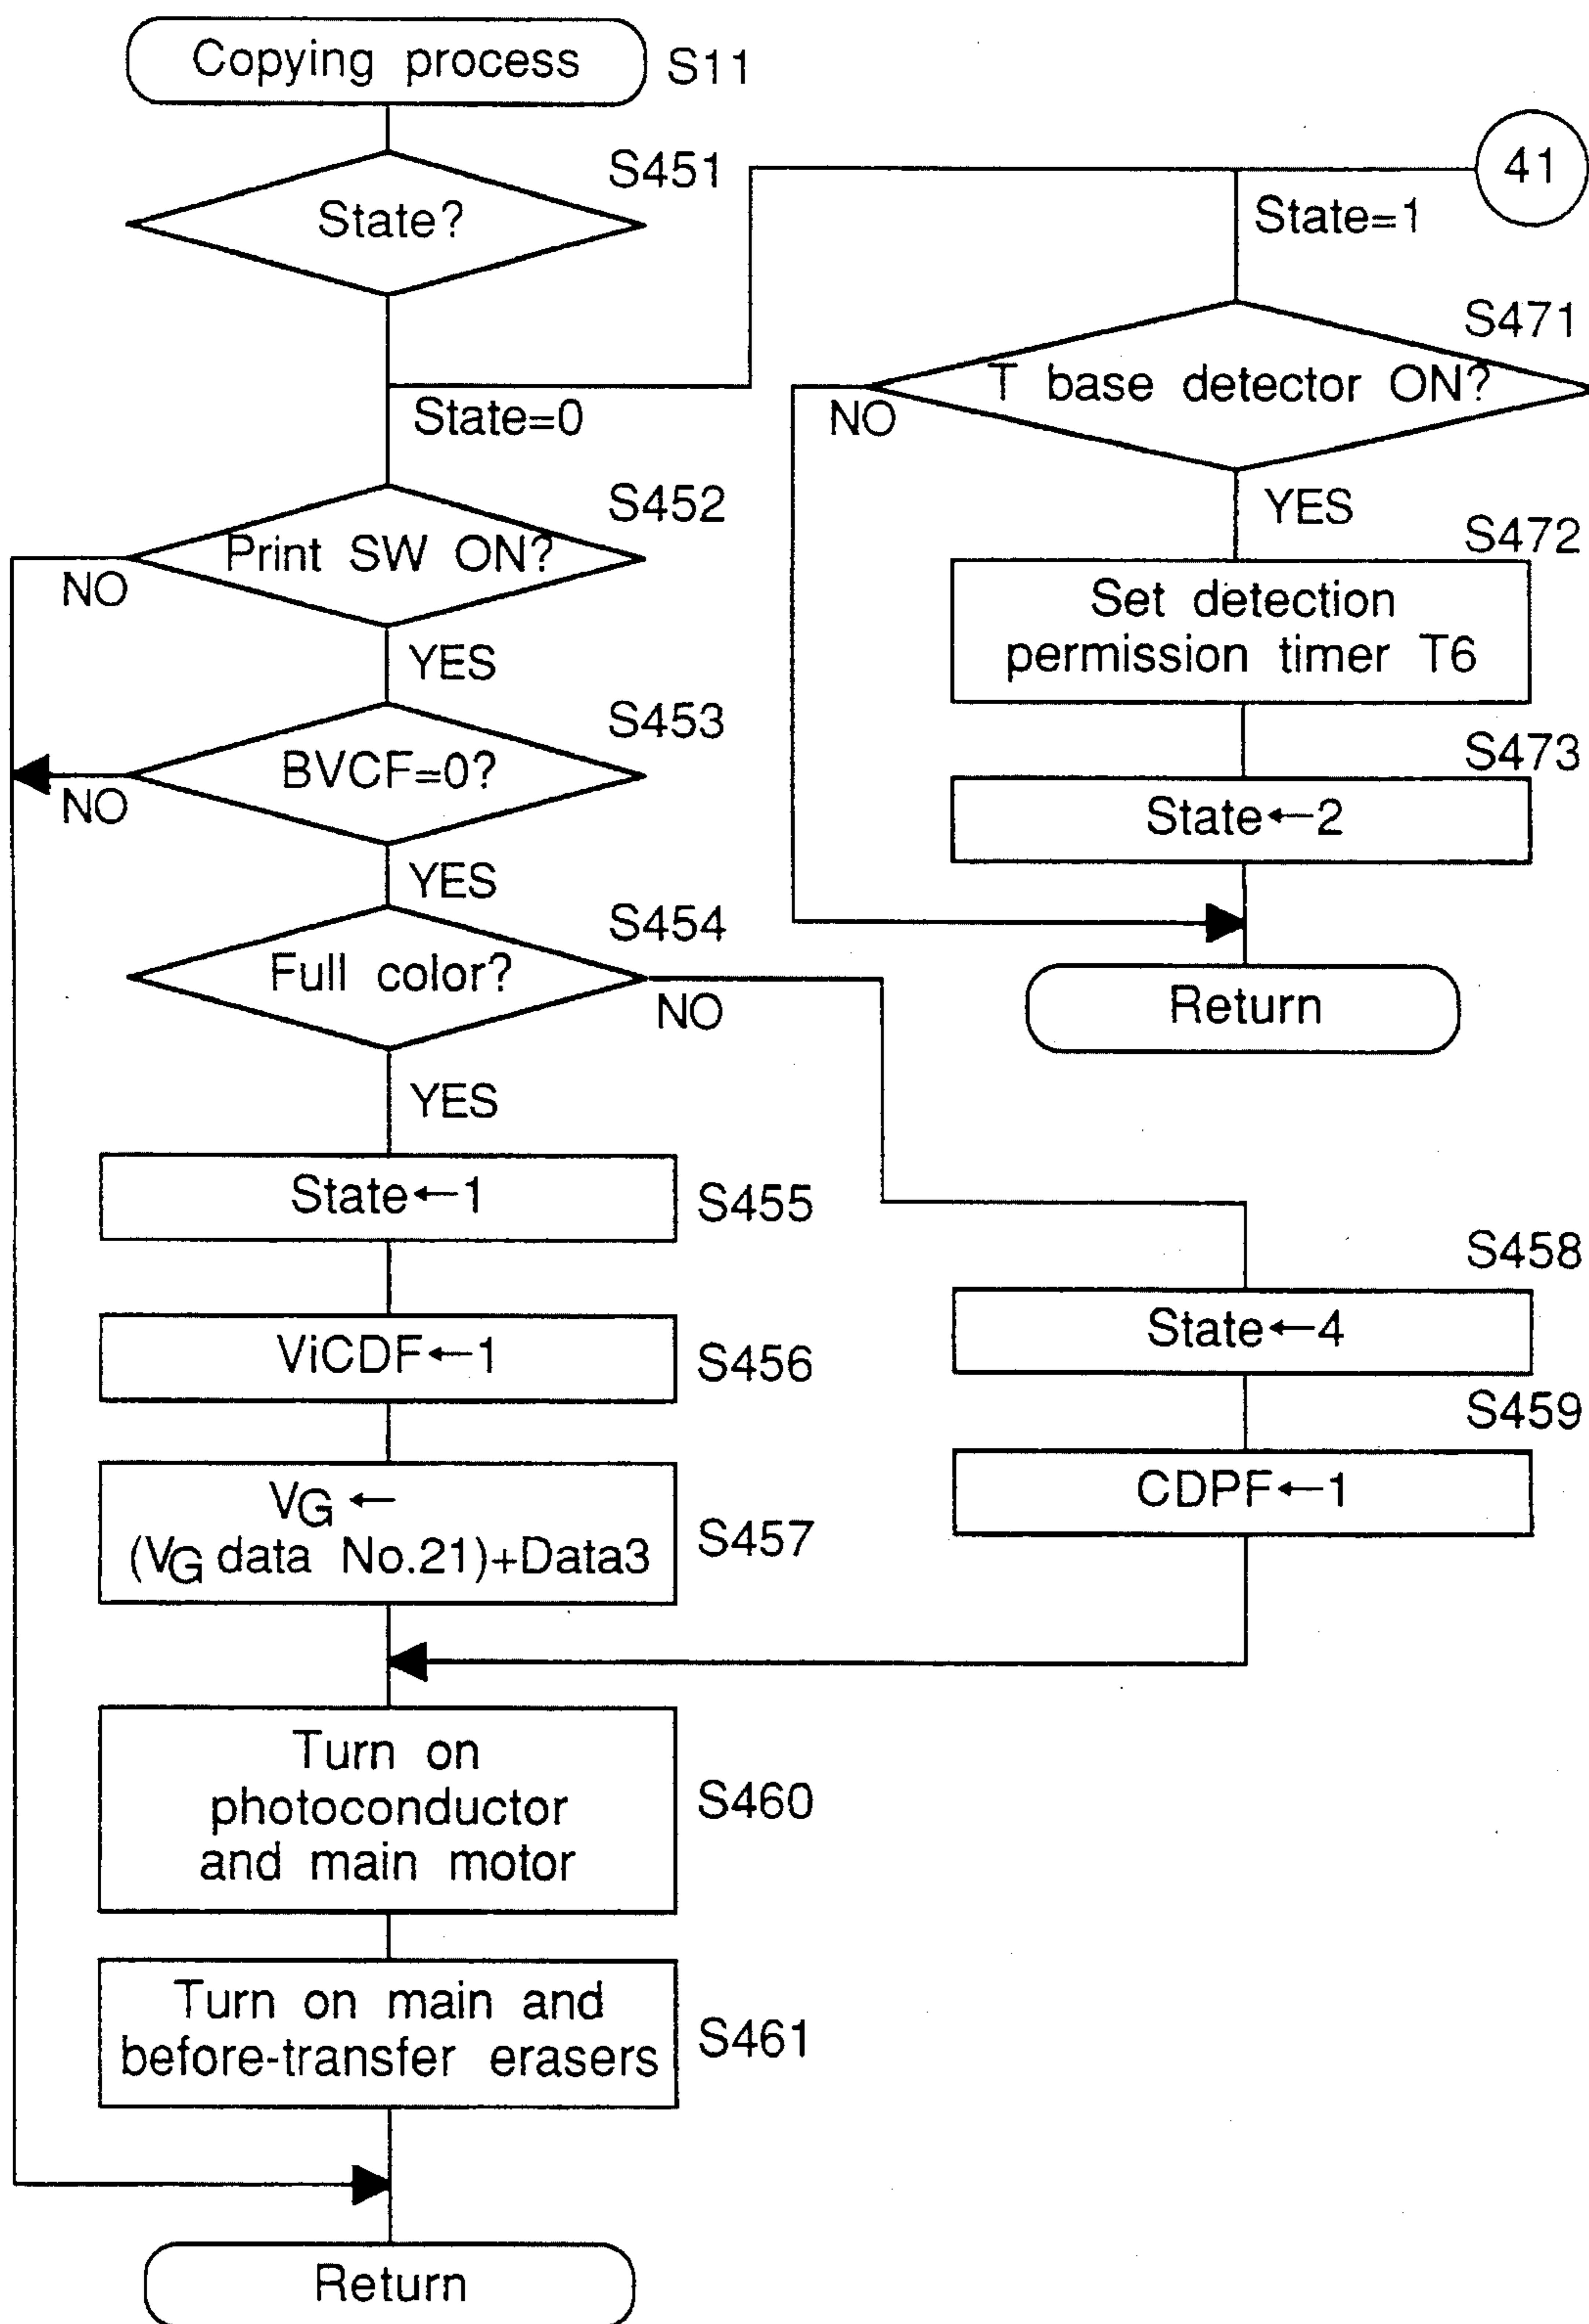 Copying process
S11
State?
S451
State=0
Print SW ON?
S452
NO
YES
BVCF=0?
S453
NO
YES
Full color?
S454
NO
YES
State←1
S455
ViCDF←1
S456
VG ←
(VG data No.21)+Data3
S457
Turn on
photoconductor
and main motor
S460
Turn on main and
before-transfer erasers
S461
Return
41
State=1
S471
T base detector ON?
NO
YES
S472
Set detection
permission timer T6
S473
State←2
Return
S458
State←4
S459
CDPF←1